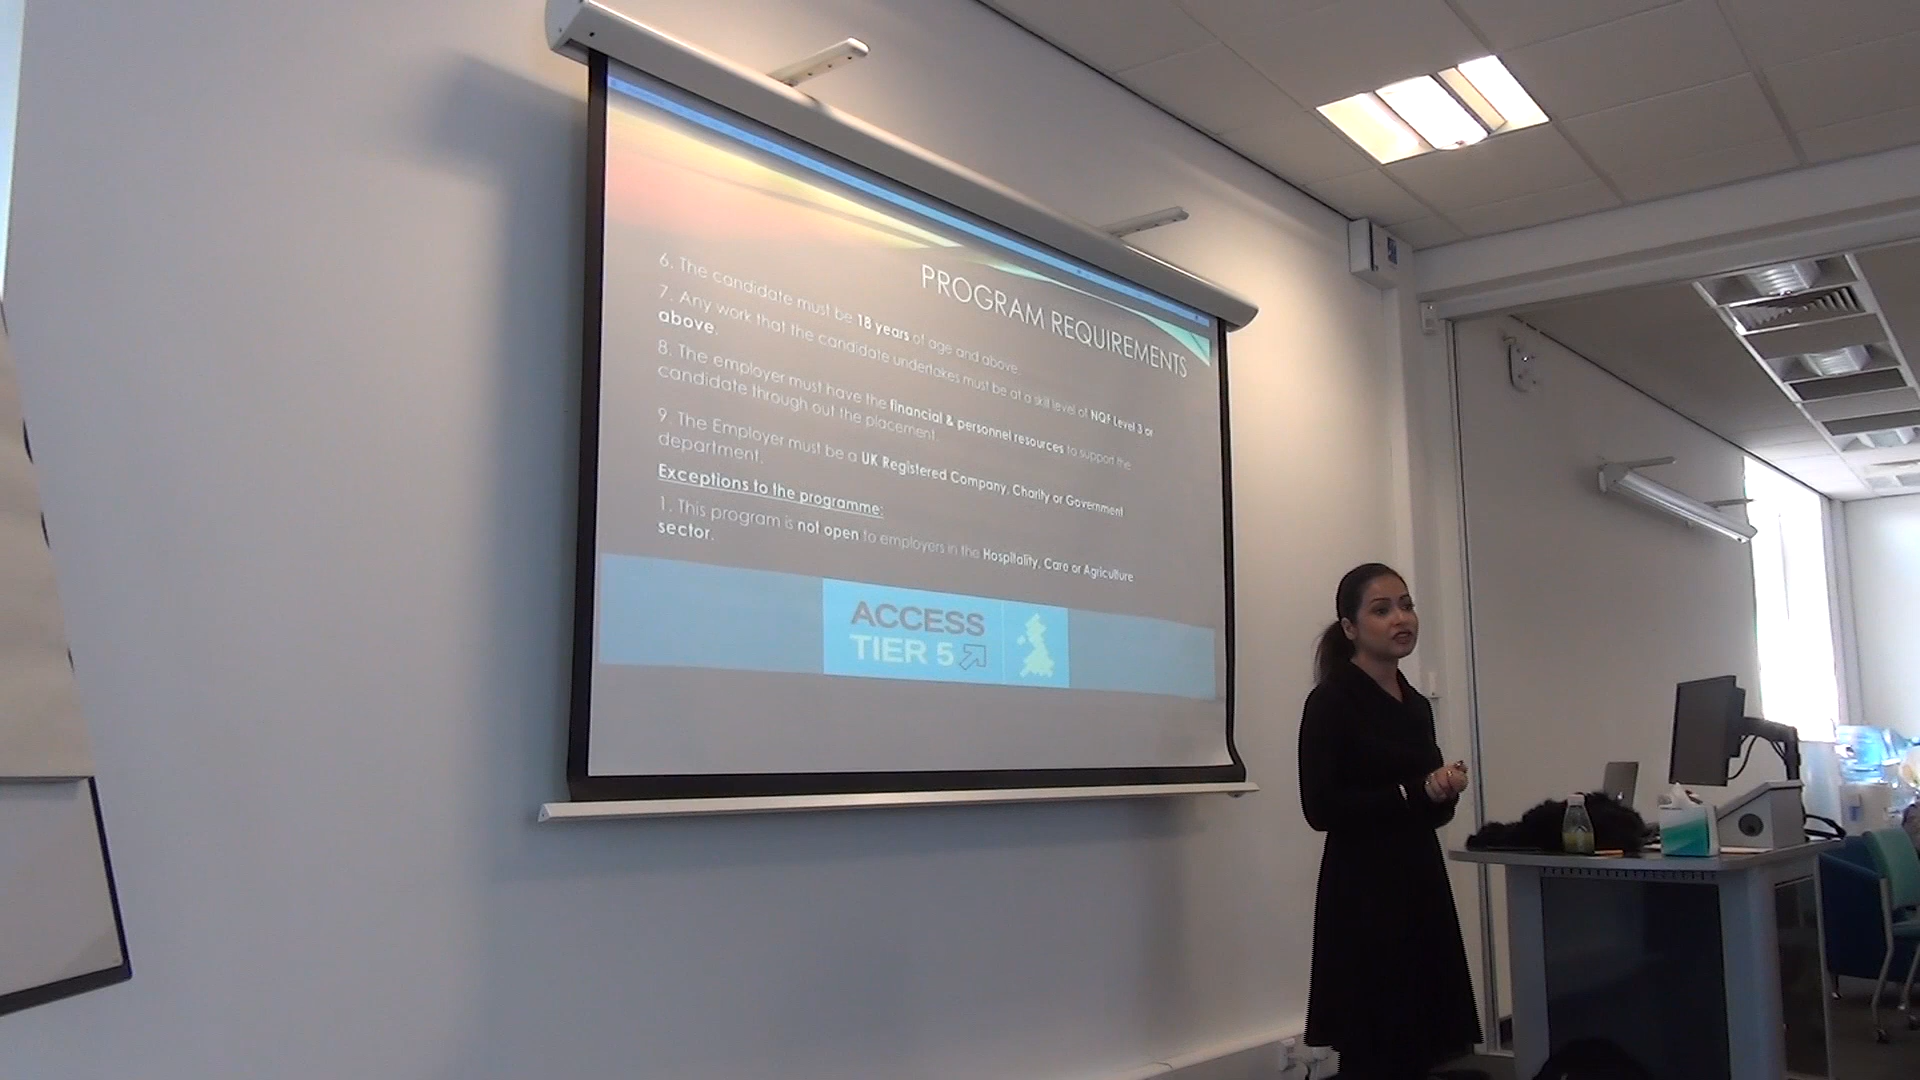 PROGRAM REQUIREMENTS
6. The candidate must be 18 years of age and above.
7. Any work that the candidate undertakes must be at a skill level of NQF Level 3 or
above.
8. The employer must have the financial & personnel resources to support the
candidate through out the placement.
9. The Employer must be a UK Registered Company, Charity or Government
department.
Exceptions to the programme:
1. This program is not open to employers in the Hospitality, Care or Agriculture
sector.
ACCESS
TIER 5